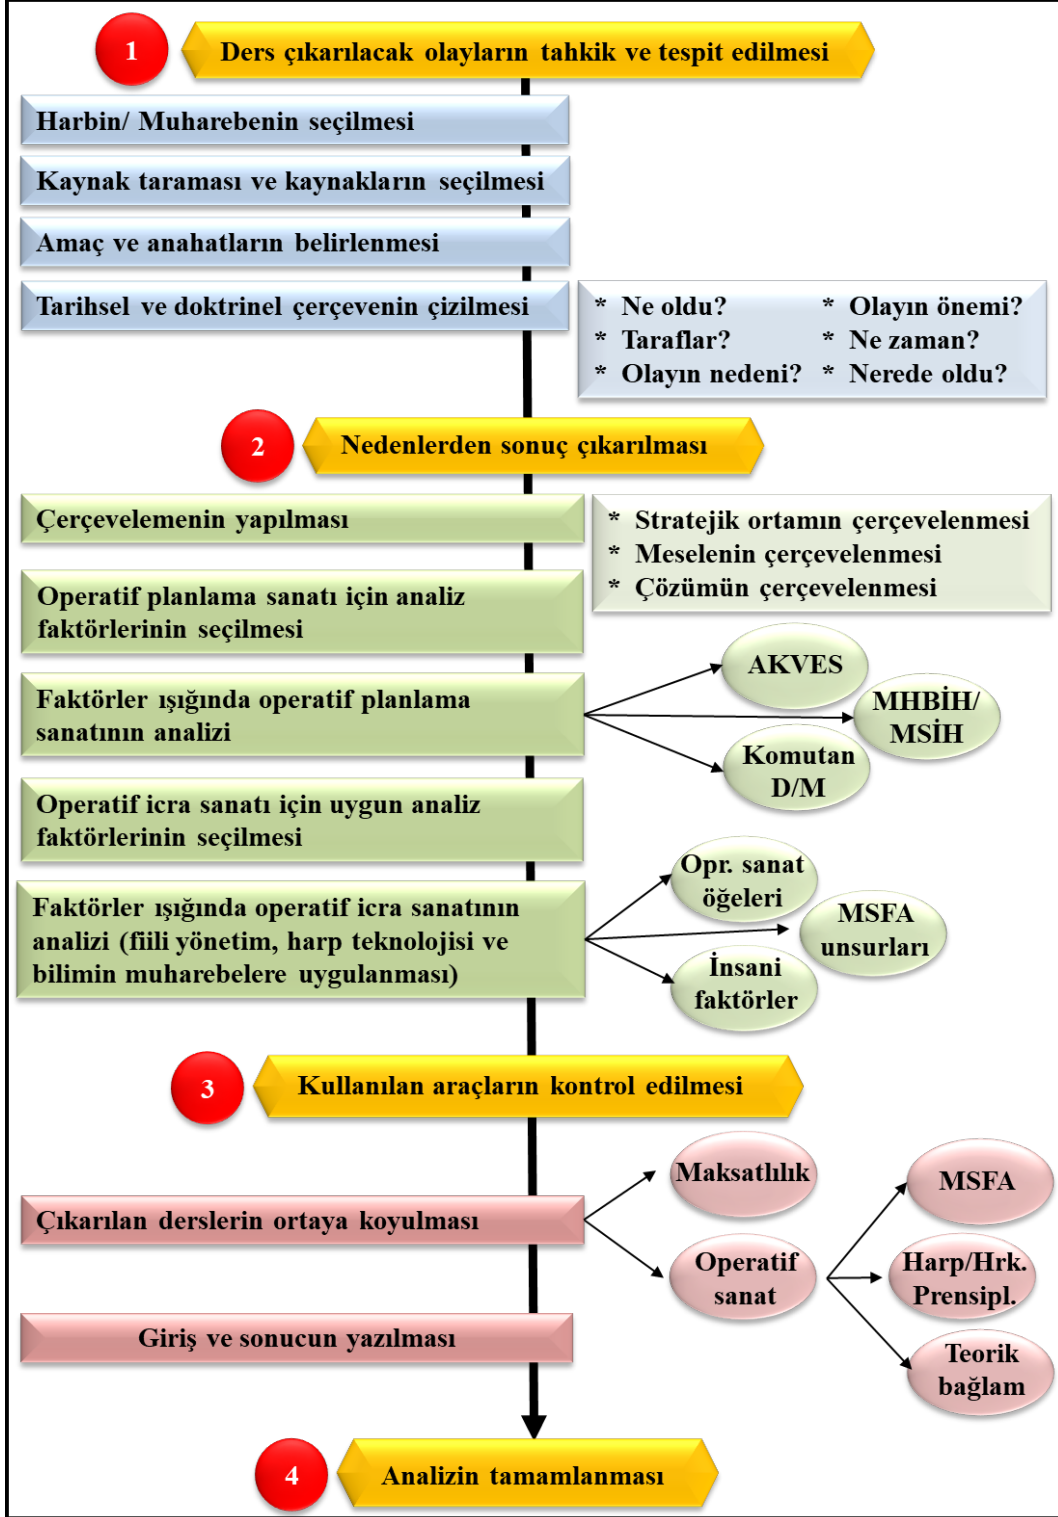 1
Ders çıkarılacak olayların tahkik ve tespit edilmesi
Harbin/ Muharebenin seçilmesi
Kaynak taraması ve kaynakların seçilmesi
Amaç ve anahatların belirlenmesi
Tarihsel ve doktrinel çerçevenin çizilmesi
* Ne oldu? * Olayın önemi?
* Taraflar? * Ne zaman?
* Olayın nedeni? * Nerede oldu?
2
Nedenlerden sonuç çıkarılması
Çerçevelemenin yapılması
* Stratejik ortamın çerçevelenmesi
* Meselenin çerçevelenmesi
* Çözümün çerçevelenmesi
Operatif planlama sanatı için analiz
faktörlerinin seçilmesi
Faktörler ışığında operatif planlama
sanatının analizi
AKVES
MHBİH/
MSİH
Komutan
D/M
Operatif icra sanatı için uygun analiz
faktörlerinin seçilmesi
Faktörler ışığında operatif icra sanatının
analizi (fiili yönetim, harp teknolojisi ve
bilimin muharebelere uygulanması)
Opr. sanat
öğeleri
MSFA
unsurları
İnsani
faktörler
3
Kullanılan araçların kontrol edilmesi
Çıkarılan derslerin ortaya koyulması
Maksatlılık
Operatif
sanat
MSFA
Harp/Hrk.
Prensipl.
Teorik
bağlam
Giriş ve sonucun yazılması
4
Analizin tamamlanması